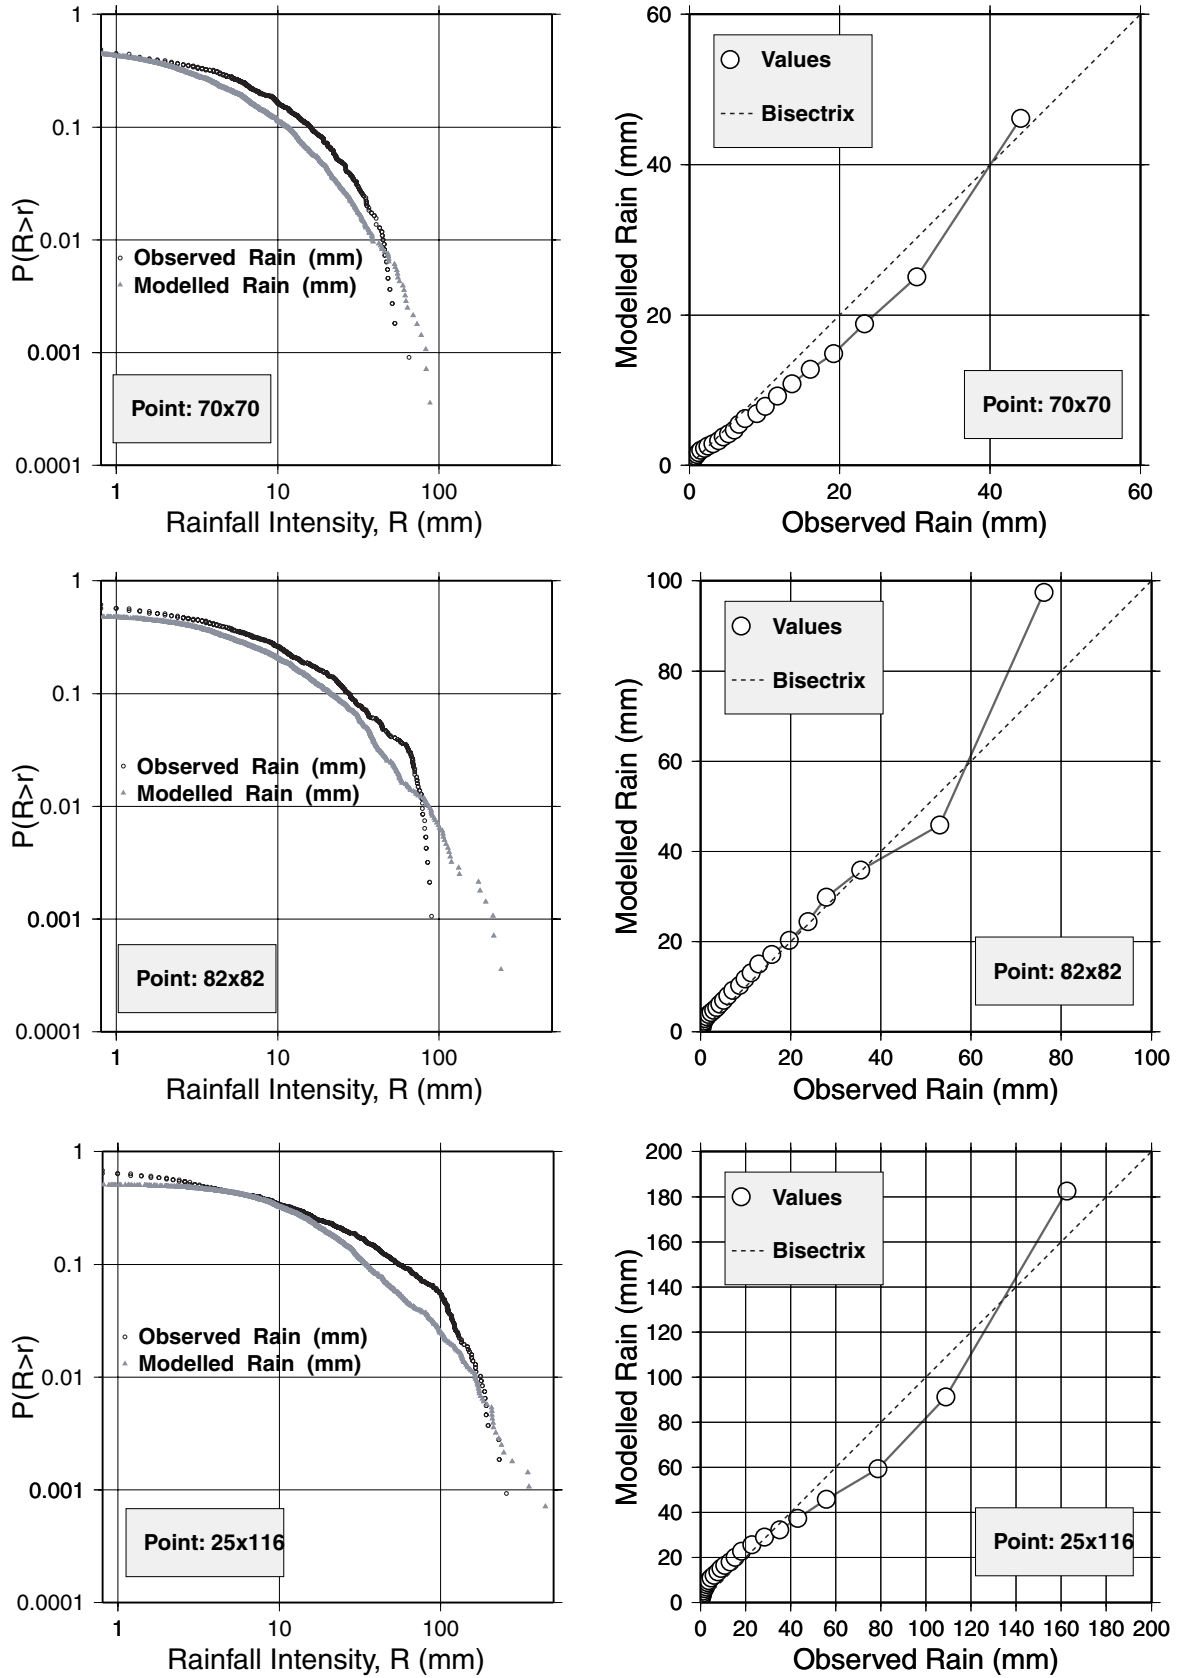 1
0.1
0.01
0.001
0.0001
P(R>r)
Observed Rain (mm)
Modelled Rain (mm)
Point: 70x70
1 10 100
Rainfall Intensity, R (mm)
60
40
20
0
Modelled Rain (mm)
Values
Bisectrix
Point: 70x70
0 20 40 60
Observed Rain (mm)
1
0.1
0.01
0.001
0.0001
P(R>r)
Observed Rain (mm)
Modelled Rain (mm)
Point: 82x82
1 10 100
Rainfall Intensity, R (mm)
100
80
60
40
20
0
Modelled Rain (mm)
Values
Bisectrix
Point: 82x82
0 20 40 60 80 100
Observed Rain (mm)
1
0.1
0.01
0.001
0.0001
P(R>r)
Observed Rain (mm)
Modelled Rain (mm)
Point: 25x116
1 10 100
Rainfall Intensity, R (mm)
200
180
160
140
120
100
80
60
40
20
0
Modelled Rain (mm)
Values
Bisectrix
Point: 25x116
0 20 40 60 80 100 120 140 160 180 200
Observed Rain (mm)